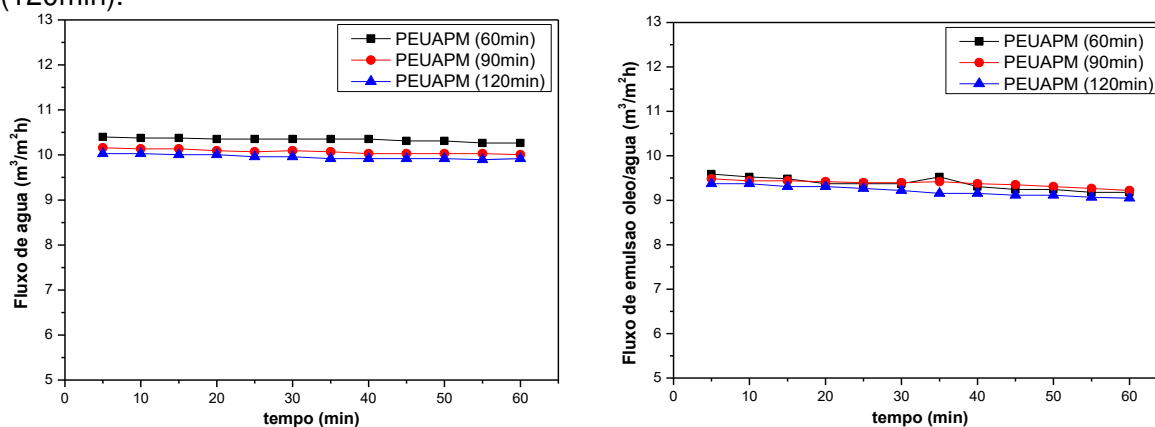 (120min).
13
12
11
10
9
8
7
6
5
Fluxo de agua (m³/m²h)
PEUAPM (60min)
PEUAPM (90min)
PEUAPM (120min)
0 10 20 30 40 50 60
tempo (min)
13
12
11
10
9
8
7
6
5
Fluxo de emulsao oleo/agua (m³/m²h)
PEUAPM (60min)
PEUAPM (90min)
PEUAPM (120min)
0 10 20 30 40 50 60
tempo (min)